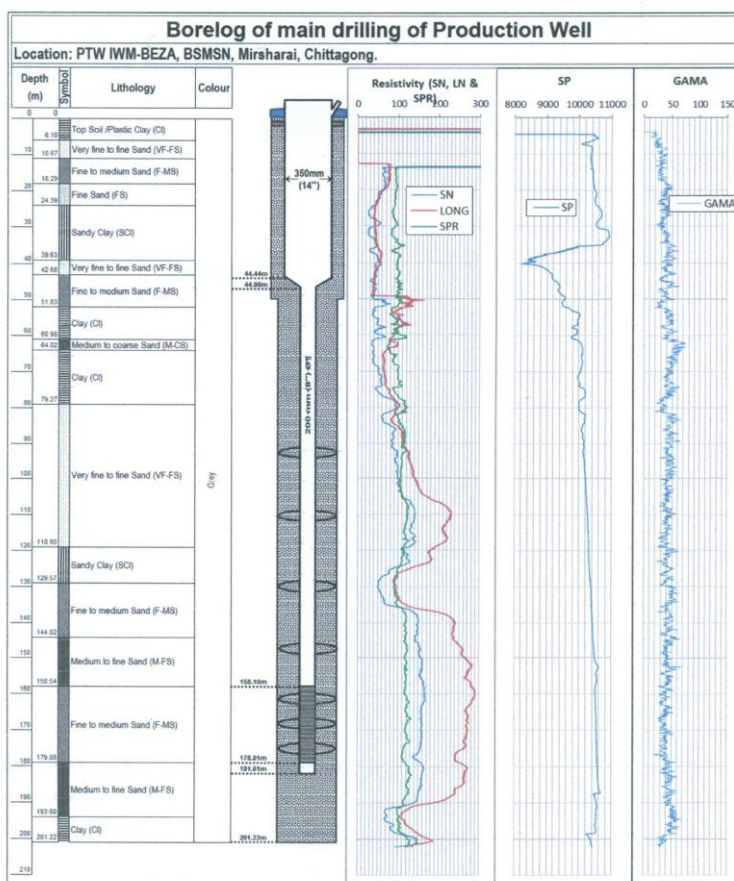 Borelog of main drilling of Production Well
Location: PTW IWM-BEZA, BSMSN, Mirsharai, Chittagong.
Depth (m)
Symbol
Lithology
Colour
0
0
Top Soil /Plastic Clay (Cl)
6.10
10
10.67
Very fine to fine Sand (VF-FS)
Fine to medium Sand (F-MS)
18.29
20
Fine Sand (FS)
24.39
30
Sandy Clay (SCl)
39.63
40
Very fine to fine Sand (VF-FS)
42.68
Fine to medium Sand (F-MS)
50
51.83
Clay (Cl)
60
60.98
Medium to coarse Sand (M-CS)
64.02
70
Clay (Cl)
79.27
80
90
Very fine to fine Sand (VF-FS)
100
110
118.90
120
Sandy Clay (SCl)
129.57
130
Fine to medium Sand (F-MS)
140
144.82
150
Medium to fine Sand (M-FS)
158.54
160
Fine to medium Sand (F-MS)
170
179.88
180
Medium to fine Sand (M-FS)
190
193.60
Clay (Cl)
200
201.22
210
Grey
350mm
(14'')
44.44m
44.90m
200 mm (8'')
158.10m
178.81m
181.81m
201.22m
Resistivity (SN, LN & SPR)
0 100 200 300
SN
LONG
SPR
SP
8000 9000 10000 11000
SP
GAMA
0 50 100 150
GAMA